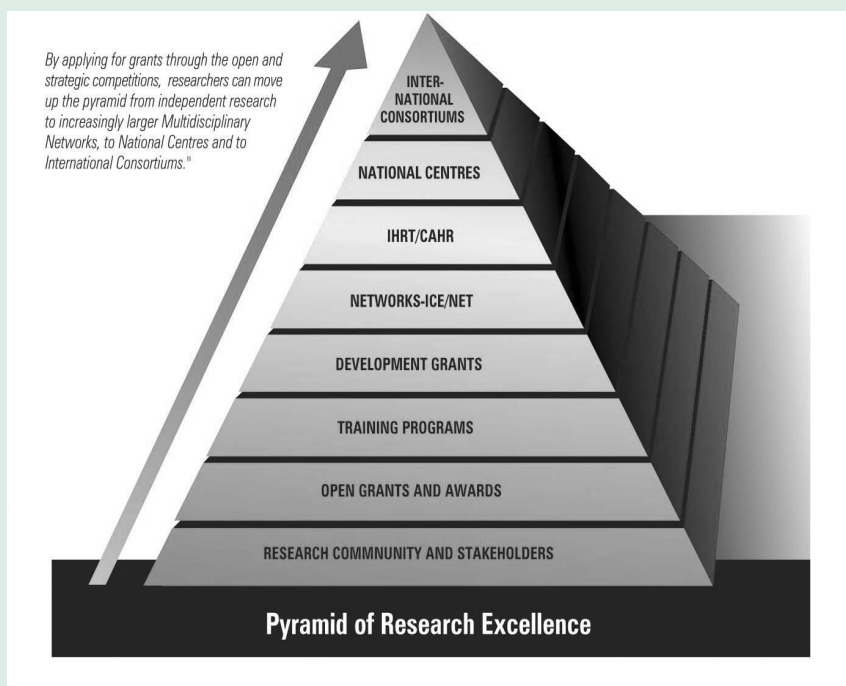 By applying for grants through the open and
strategic competitions, researchers can move
up the pyramid from independent research
to increasingly larger Multidisciplinary
Networks, to National Centres and to
International Consortiums."
INTER-
NATIONAL
CONSORTIUMS
NATIONAL CENTRES
IHRT/CAHR
NETWORKS-ICE/NET
DEVELOPMENT GRANTS
TRAINING PROGRAMS
OPEN GRANTS AND AWARDS
RESEARCH COMMNUNITY AND STAKEHOLDERS
Pyramid of Research Excellence